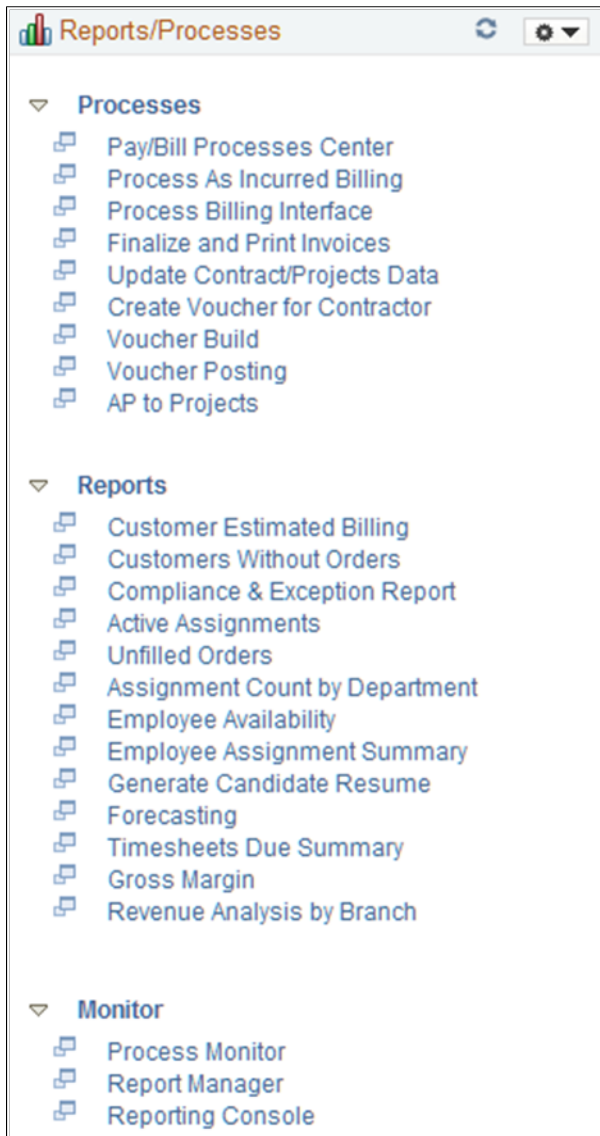 Reports/Processes
Processes
Pay/Bill Processes Center
Process As Incurred Billing
Process Billing Interface
Finalize and Print Invoices
Update Contract/Projects Data
Create Voucher for Contractor
Voucher Build
Voucher Posting
AP to Projects
Reports
Customer Estimated Billing
Customers Without Orders
Compliance & Exception Report
Active Assignments
Unfilled Orders
Assignment Count by Department
Employee Availability
Employee Assignment Summary
Generate Candidate Resume
Forecasting
Timesheets Due Summary
Gross Margin
Revenue Analysis by Branch
Monitor
Process Monitor
Report Manager
Reporting Console